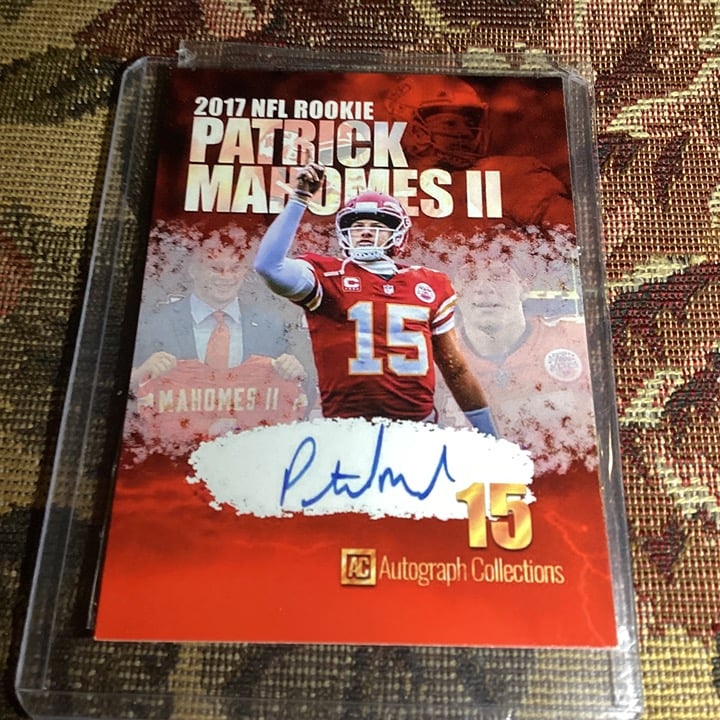 2017 NFL ROOKIE
PATRICK
MAHOMES II
C
15
MAHOMES II
15
AC Autograph Collections